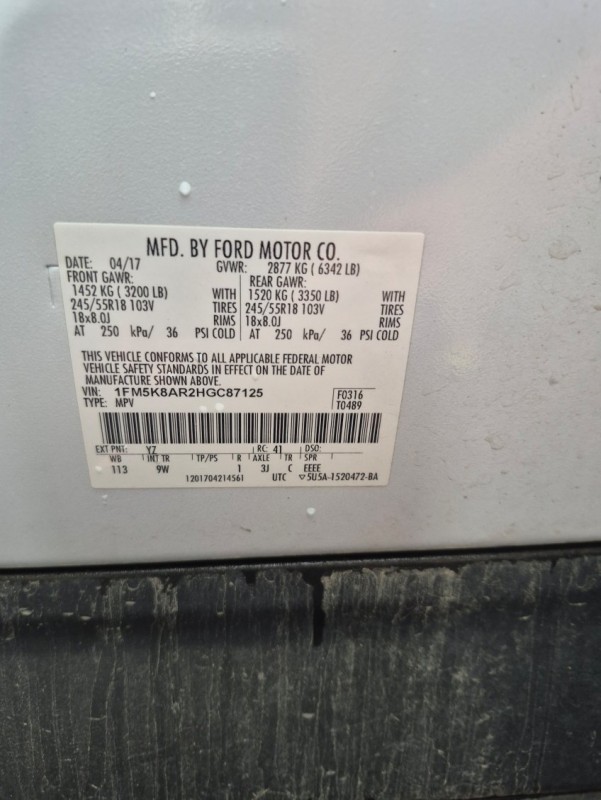 MFD. BY FORD MOTOR CO.
DATE: 04/17 GVWR: 2877 KG ( 6342 LB)
FRONT GAWR: REAR GAWR:
1452 KG ( 3200 LB) WITH 1520 KG ( 3350 LB) WITH
245/55R18 103V TIRES 245/55R18 103V TIRES
18x8.0J RIMS 18x8.0J RIMS
AT 250 kPa/ 36 PSI COLD AT 250 kPa/ 36 PSI COLD
THIS VEHICLE CONFORMS TO ALL APPLICABLE FEDERAL MOTOR
VEHICLE SAFETY STANDARDS IN EFFECT ON THE DATE OF
MANUFACTURE SHOWN ABOVE.
VIN: 1FM5K8AR2HGC87125 F0316
TYPE: MPV T0489
EXT PNT: YZ RC: 41 DSO:
WB INT TR TP/PS R AXLE TR SPR
113 9W 1 3J C EEEE
1201704214561 UTC ▽5U5A-1520472-BA